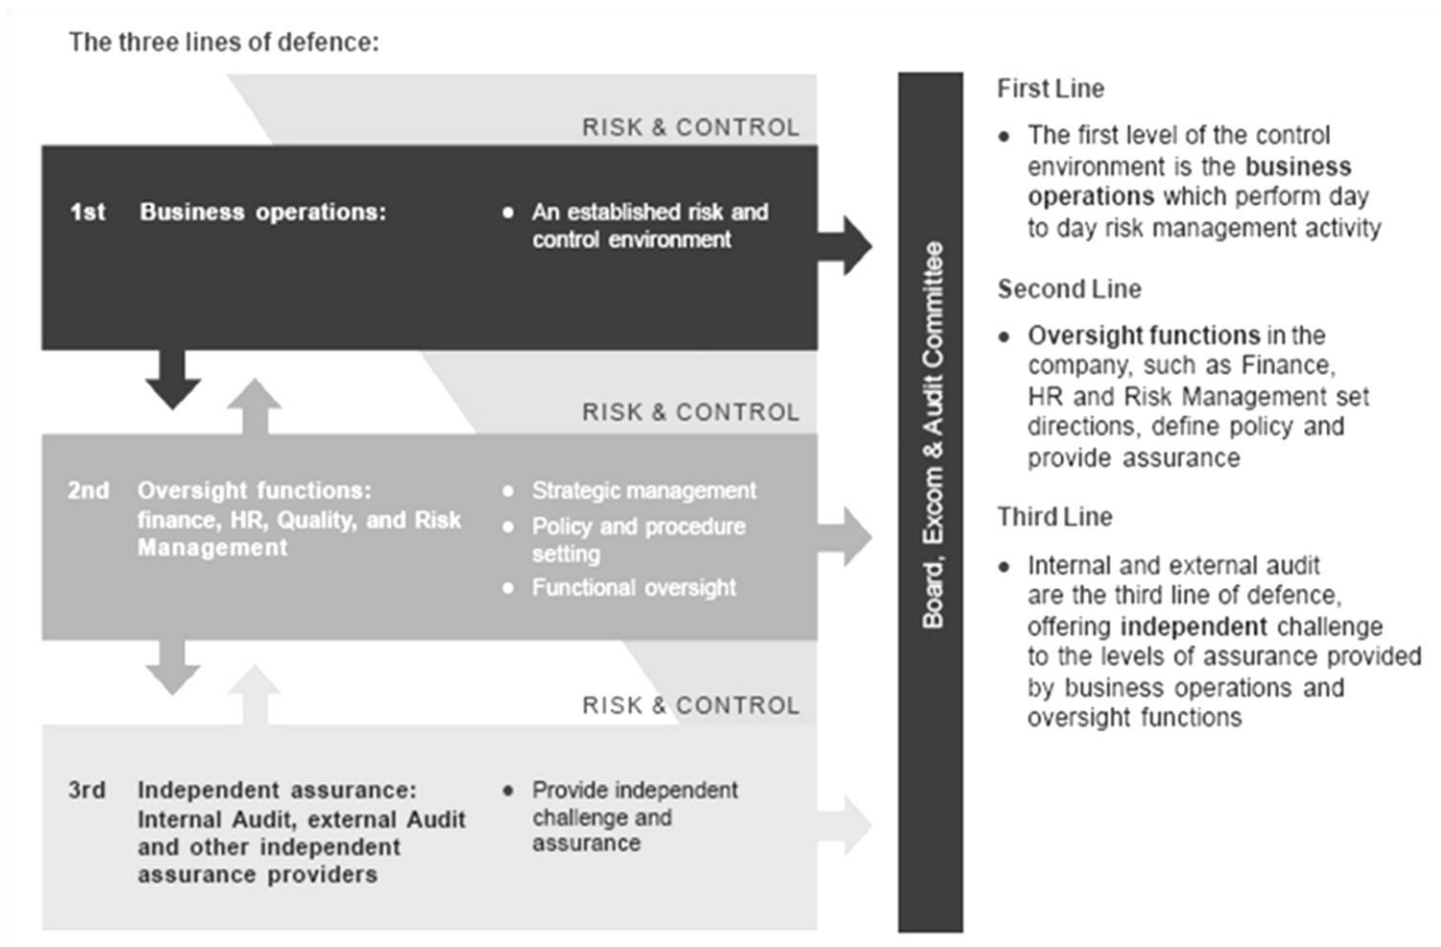 The three lines of defence:
RISK & CONTROL
1st Business operations:
• An established risk and
control environment
RISK & CONTROL
2nd Oversight functions:
finance, HR, Quality, and Risk
Management
• Strategic management
• Policy and procedure
setting
• Functional oversight
RISK & CONTROL
3rd Independent assurance:
Internal Audit, external Audit
and other independent
assurance providers
• Provide independent
challenge and
assurance
Board, Excom & Audit Committee
First Line
• The first level of the control
environment is the business
operations which perform day
to day risk management activity
Second Line
• Oversight functions in the
company, such as Finance,
HR and Risk Management set
directions, define policy and
provide assurance
Third Line
• Internal and external audit
are the third line of defence,
offering independent challenge
to the levels of assurance provided
by business operations and
oversight functions